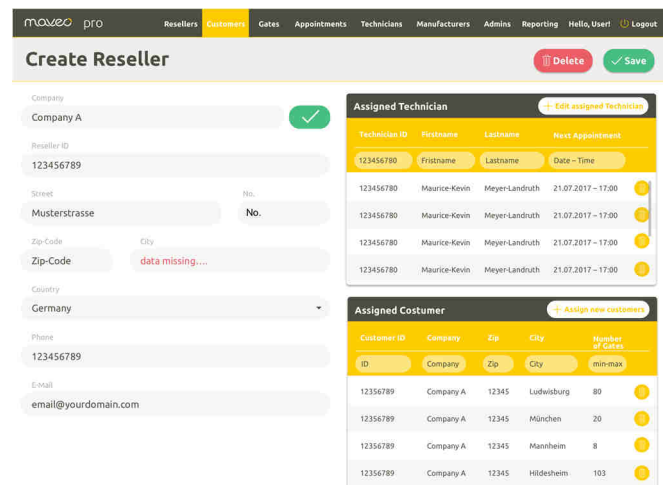 moveo pro
Resellers Customers Gates Appointments Technicians Manufacturers Admins Reporting Hello, User! Logout
Create Reseller
Delete
Save
Company
Company A
Reseller ID
123456789
Street
No.
Musterstrasse
No.
Zip-Code
City
Zip-Code
data missing....
Country
Germany
Phone
123456789
E-Mail
email@yourdomain.com
Assigned Technician
+ Edit assigned Technician
Technician ID Firstname Lastname Next Appointment
123456780 Fristname Lastname Date – Time
123456780 Maurice-Kevin Meyer-Landruth 21.07.2017 – 17:00
123456780 Maurice-Kevin Meyer-Landruth 21.07.2017 – 17:00
123456780 Maurice-Kevin Meyer-Landruth 21.07.2017 – 17:00
123456780 Maurice-Kevin Meyer-Landruth 21.07.2017 – 17:00
Assigned Costumer
+ Assign new customers
Customer ID Company Zip City Number
of Gates
ID Company Zip City min-max
12356789 Company A 12345 Ludwisburg 80
12356789 Company A 12345 München 20
12356789 Company A 12345 Mannheim 8
12356789 Company A 12345 Hildesheim 103